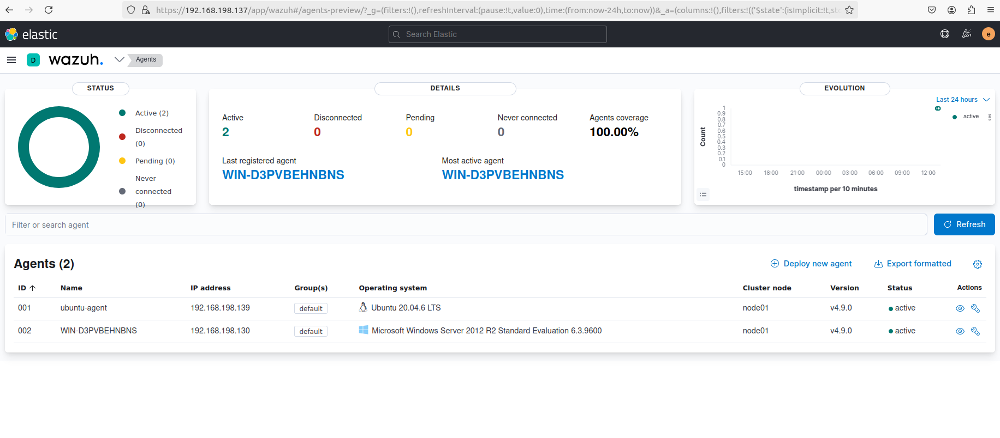 https://192.168.198.137/app/wazuh#/agents-preview/?_g=(filters:!(),refreshInterval:(pause:!t,value:0),time:(from:now-24h,to:now))&_a=(columns:!(),filters:!(('$state':(isImplicit:!t,sto
elastic
Search Elastic
e
D wazuh. Agents
STATUS
Active (2)
Disconnected
(0)
Pending (0)
Never
connected
(0)
DETAILS
Active Disconnected Pending Never connected Agents coverage
2 0 0 0 100.00%
Last registered agent Most active agent
WIN-D3PVBEHNBNS WIN-D3PVBEHNBNS
EVOLUTION
Last 24 hours
active
Count
1
0.9
0.8
0.7
0.6
0.5
0.4
0.3
0.2
0.1
0
15:00 18:00 21:00 00:00 03:00 06:00 09:00 12:00
timestamp per 10 minutes
Filter or search agent Refresh
Agents (2) Deploy new agent Export formatted
ID Name IP address Group(s) Operating system Cluster node Version Status Actions
001 ubuntu-agent 192.168.198.139 default Ubuntu 20.04.6 LTS node01 v4.9.0 active
002 WIN-D3PVBEHNBNS 192.168.198.130 default Microsoft Windows Server 2012 R2 Standard Evaluation 6.3.9600 node01 v4.9.0 active